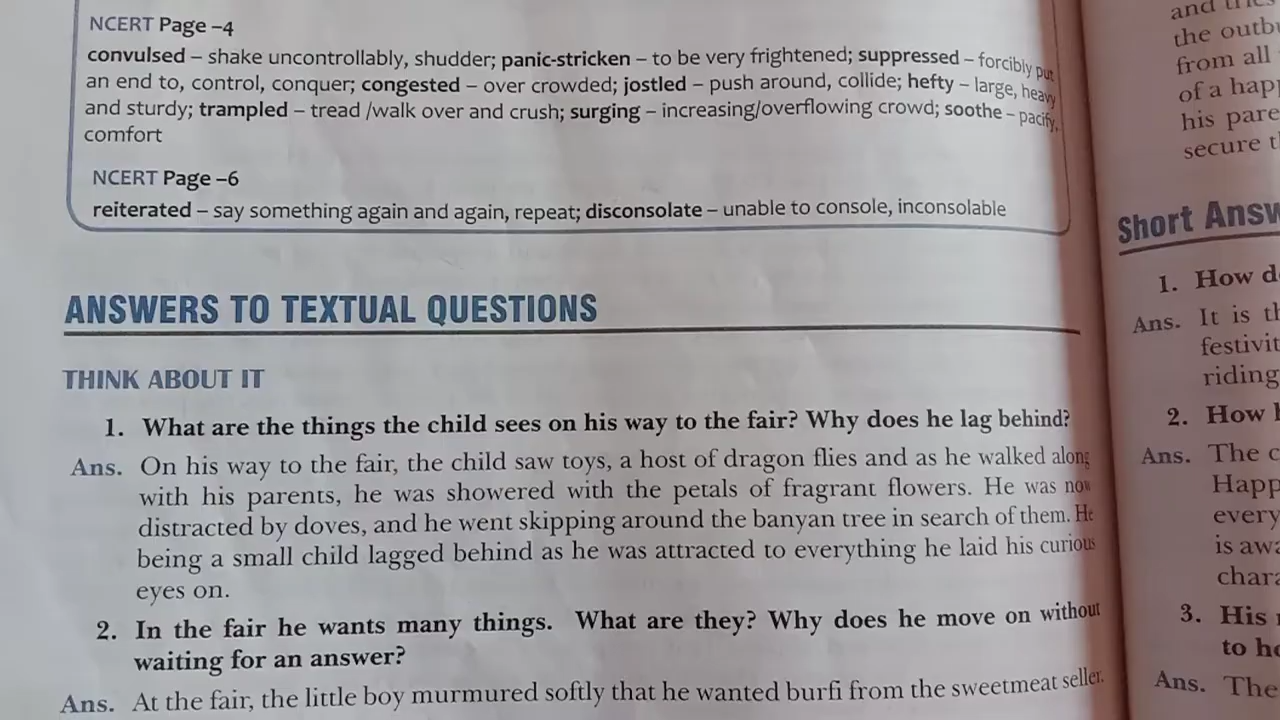 NCERT Page –4
convulsed – shake uncontrollably, shudder; panic-stricken – to be very frightened; suppressed – forcibly put
an end to, control, conquer; congested – over crowded; jostled – push around, collide; hefty – large, heavy
and sturdy; trampled – tread /walk over and crush; surging – increasing/overflowing crowd; soothe – pacify,
comfort
NCERT Page –6
reiterated – say something again and again, repeat; disconsolate – unable to console, inconsolable
ANSWERS TO TEXTUAL QUESTIONS
THINK ABOUT IT
1. What are the things the child sees on his way to the fair? Why does he lag behind?
Ans. On his way to the fair, the child saw toys, a host of dragon flies and as he walked along
with his parents, he was showered with the petals of fragrant flowers. He was now
distracted by doves, and he went skipping around the banyan tree in search of them. He
being a small child lagged behind as he was attracted to everything he laid his curious
eyes on.
2. In the fair he wants many things. What are they? Why does he move on without
waiting for an answer?
Ans. At the fair, the little boy murmured softly that he wanted burfi from the sweetmeat seller.
and
the
from all
of a
his
secure
Short
1. How
Ans. It is
riding
2. How
Ans. The
every
is
3. His
to
Ans. The